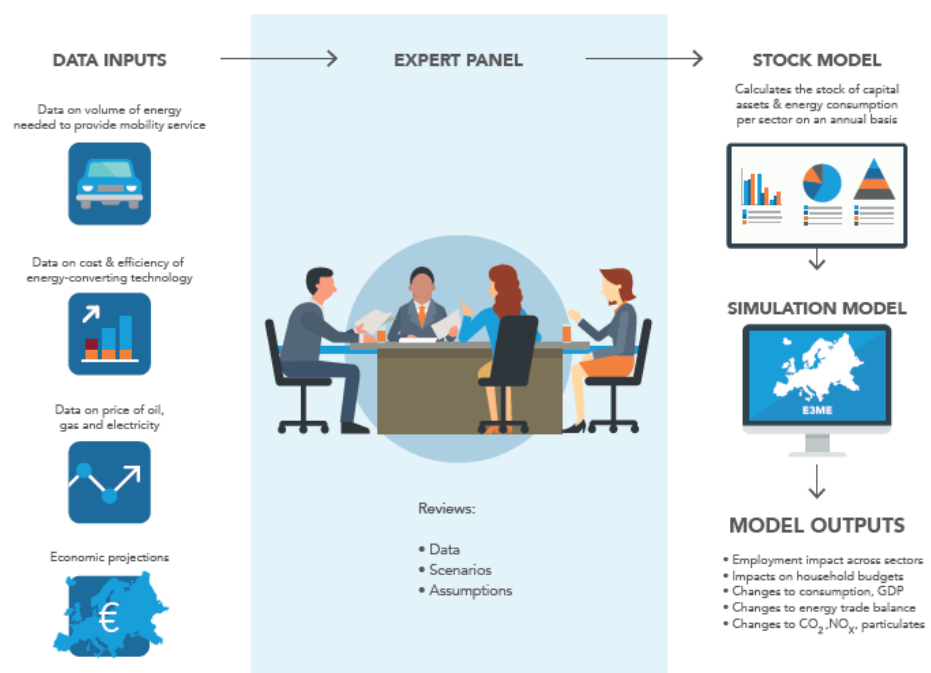 DATA INPUTS
Data on volume of energy
needed to provide mobility service
Data on cost & efficiency of
energy-converting technology
Data on price of oil,
gas and electricity
Economic projections
€
EXPERT PANEL
Reviews:
• Data
• Scenarios
• Assumptions
STOCK MODEL
Calculates the stock of capital
assets & energy consumption
per sector on an annual basis
SIMULATION MODEL
E3ME
MODEL OUTPUTS
• Employment impact across sectors
• Impacts on household budgets
• Changes to consumption, GDP
• Changes to energy trade balance
• Changes to CO₂,NOₓ, particulates